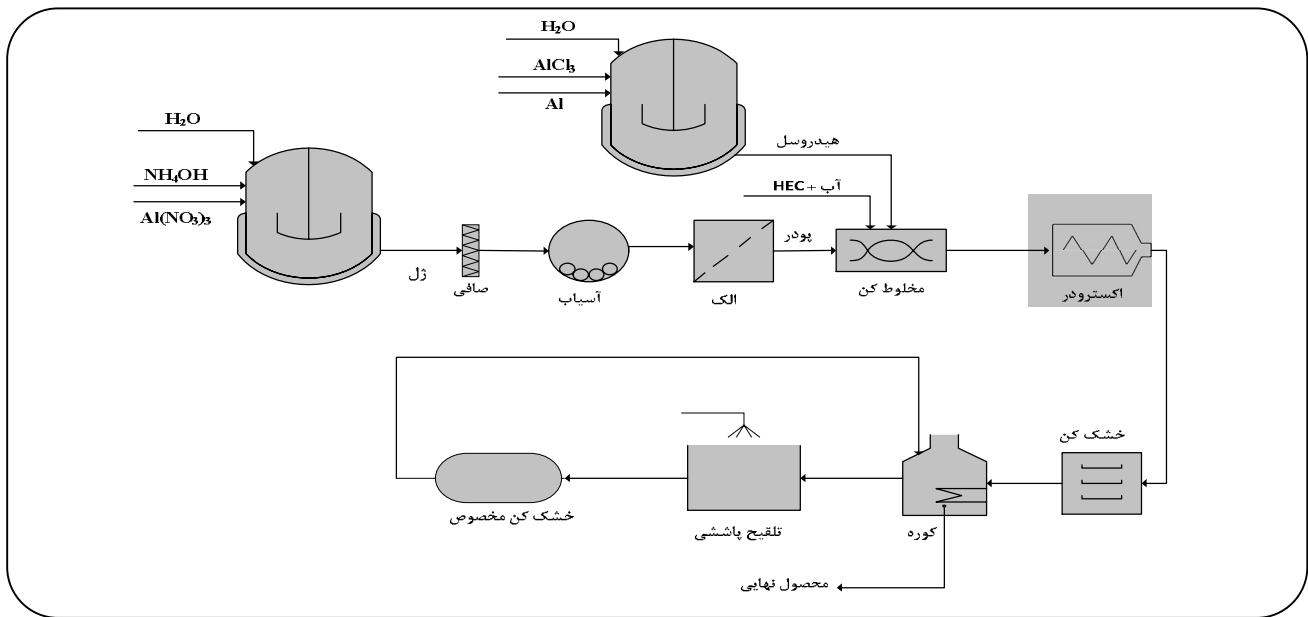 H₂O
AlCl₃
Al
H₂O
NH₄OH
Al(NO₃)₃
هیدروسل
HEC + آب
ژل
صافی
آسیاب
الک
پودر
مخلوط کن
اکسترودر
خشک کن
کوره
تلقیح پاششی
خشک کن مخصوص
محصول نهایی